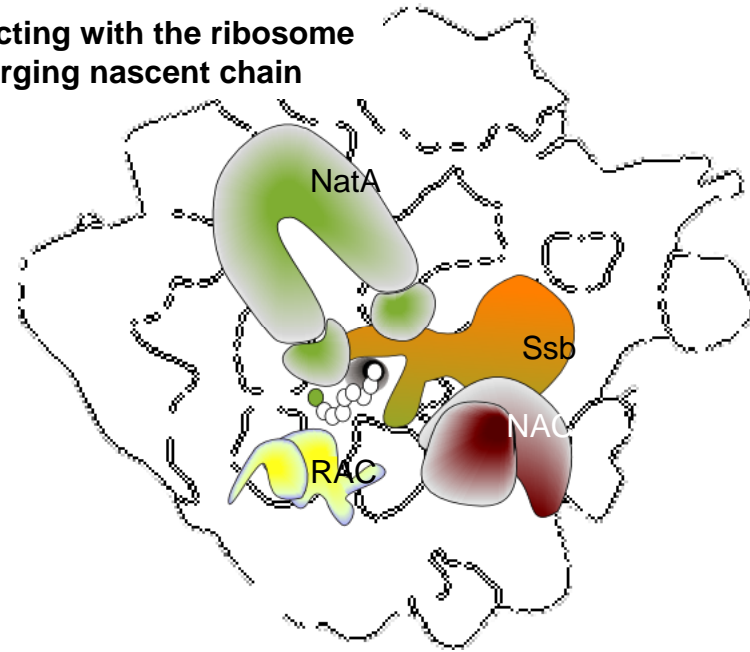 cting with the ribosome
rging nascent chain
NatA
Ssb
NAC
RAC